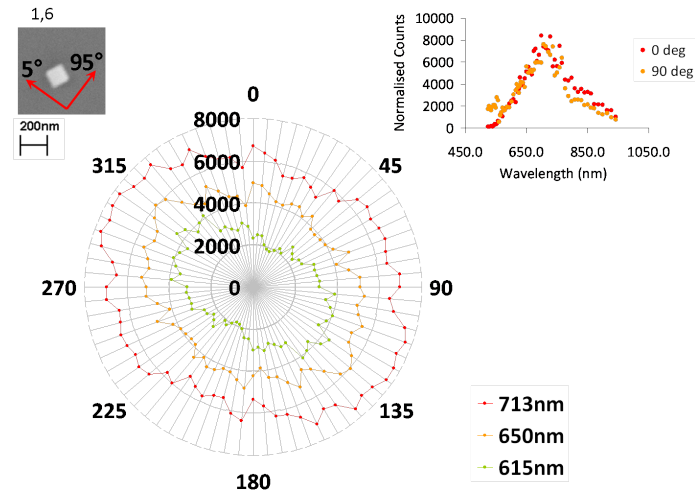 1,6
5° 95°
200nm
10000
8000
6000
4000
2000
0
Normalised Counts
450.0 650.0 850.0 1050.0
Wavelength (nm)
0 deg
90 deg
0
45
90
135
180
225
270
315
8000
6000
4000
2000
0
713nm
650nm
615nm